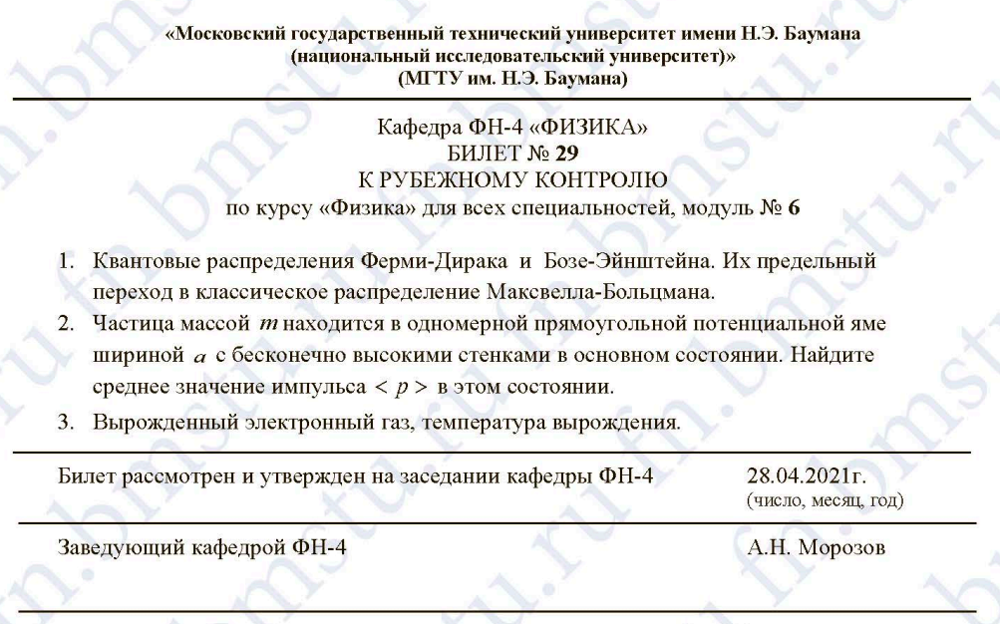 «Московский государственный технический университет имени Н.Э. Баумана
(национальный исследовательский университет)»
(МГТУ им. Н.Э. Баумана)
Кафедра ФН-4 «ФИЗИКА»
БИЛЕТ № 29
К РУБЕЖНОМУ КОНТРОЛЮ
по курсу «Физика» для всех специальностей, модуль № 6
1. Квантовые распределения Ферми-Дирака и Бозе-Эйнштейна. Их предельный
переход в классическое распределение Максвелла-Больцмана.
2. Частица массой m находится в одномерной прямоугольной потенциальной яме
шириной a с бесконечно высокими стенками в основном состоянии. Найдите
среднее значение импульса < p > в этом состоянии.
3. Вырожденный электронный газ, температура вырождения.
Билет рассмотрен и утвержден на заседании кафедры ФН-4 28.04.2021г.
(число, месяц, год)
Заведующий кафедрой ФН-4 А.Н. Морозов
fn.bmstu.ru